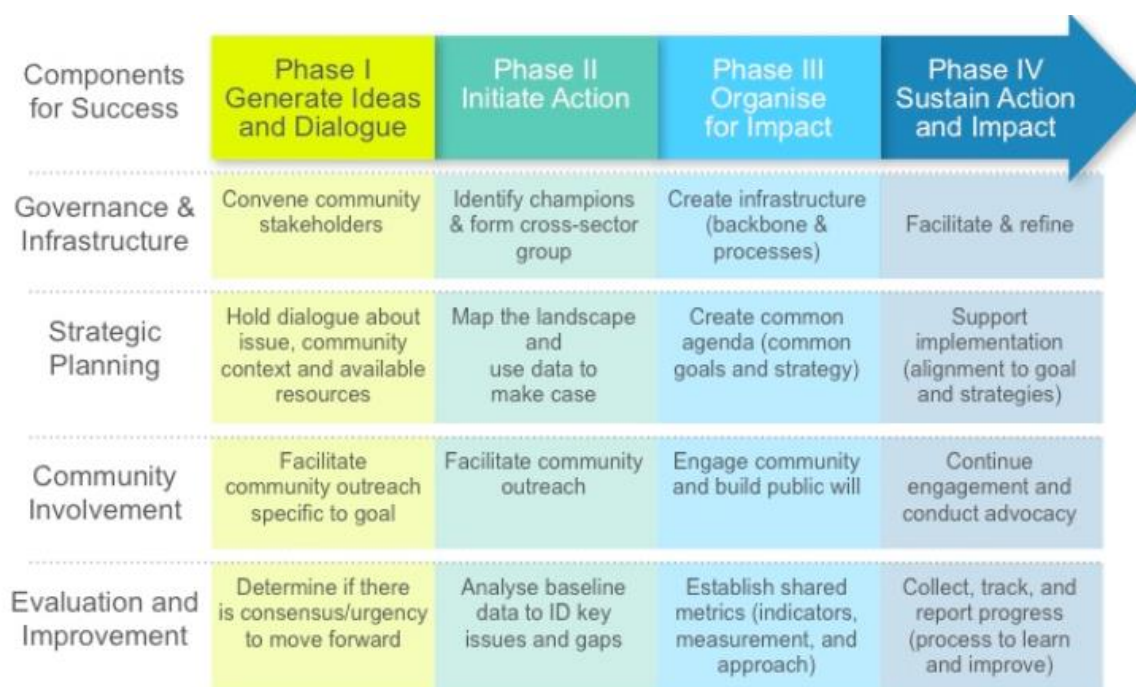 Components
for Success
Phase I
Generate Ideas
and Dialogue
Phase II
Initiate Action
Phase III
Organise
for Impact
Phase IV
Sustain Action
and Impact
Governance &
Infrastructure
Convene community
stakeholders
Identify champions
& form cross-sector
group
Create infrastructure
(backbone &
processes)
Facilitate & refine
Strategic
Planning
Hold dialogue about
issue, community
context and available
resources
Map the landscape
and
use data to
make case
Create common
agenda (common
goals and strategy)
Support
implementation
(alignment to goal
and strategies)
Community
Involvement
Facilitate
community outreach
specific to goal
Facilitate community
outreach
Engage community
and build public will
Continue
engagement and
conduct advocacy
Evaluation and
Improvement
Determine if there
is consensus/urgency
to move forward
Analyse baseline
data to ID key
issues and gaps
Establish shared
metrics (indicators,
measurement, and
approach)
Collect, track, and
report progress
(process to learn
and improve)